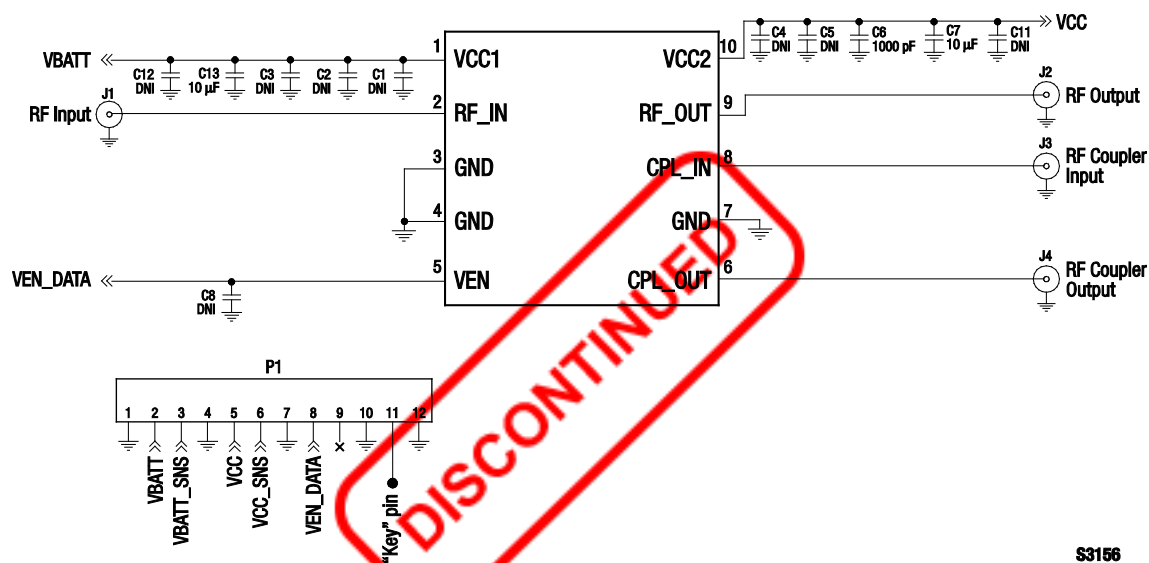 VBATT
C12
DNI
C13
10 µF
C3
DNI
C2
DNI
C1
DNI
C4
DNI
C5
DNI
C6
1000 pF
C7
10 µF
C11
DNI
VCC
J1
RF Input
1
VCC1
2
RF_IN
3
GND
4
GND
5
VEN
10
VCC2
9
RF_OUT
8
CPL_IN
7
GND
6
CPL_OUT
J2
RF Output
J3
RF Coupler
Input
J4
RF Coupler
Output
VEN_DATA
C8
DNI
P1
1 2 3 4 5 6 7 8 9 10 11 12
VBATT
VBATT_SNS
VCC
VCC_SNS
VEN_DATA
"Key" pin
DISCONTINUED
S3156